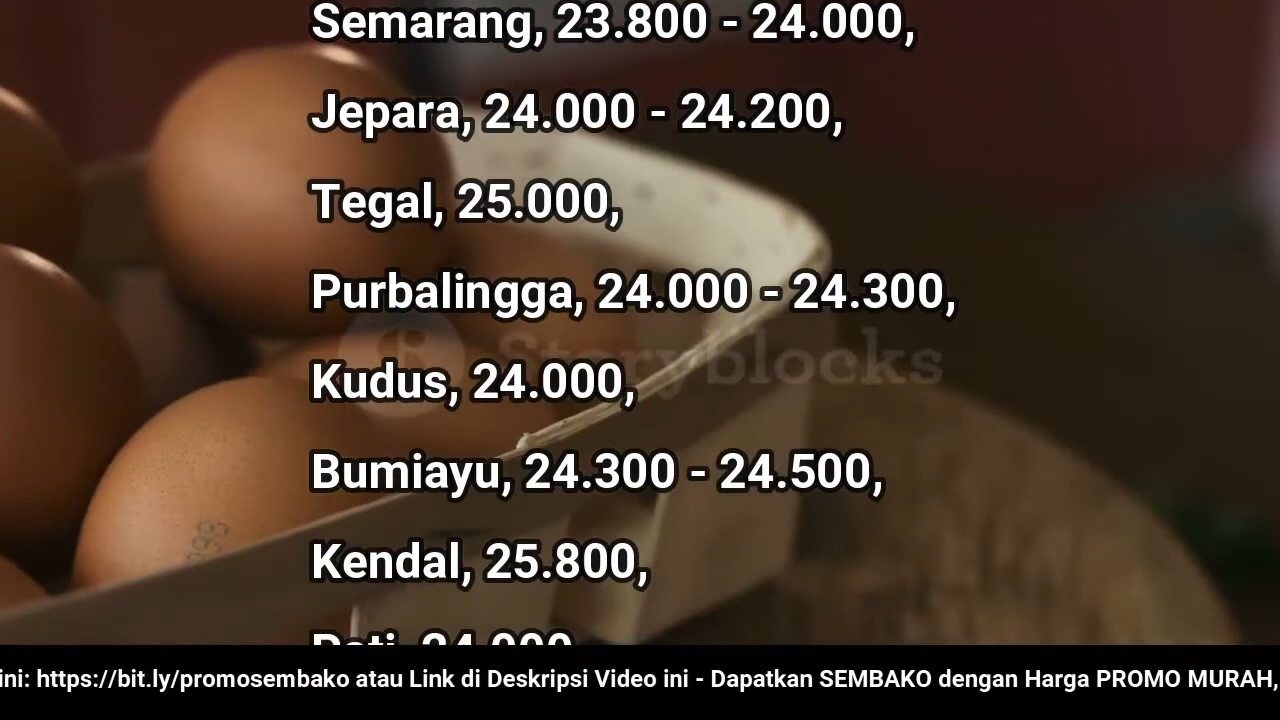 Semarang, 23.800 - 24.000,
Jepara, 24.000 - 24.200,
Tegal, 25.000,
Purbalingga, 24.000 - 24.300,
Storyblocks
Kudus, 24.000,
Bumiayu, 24.300 - 24.500,
Kendal, 25.800,
ini: https://bit.ly/promosembako atau Link di Deskripsi Video ini - Dapatkan SEMBAKO dengan Harga PROMO MURAH,